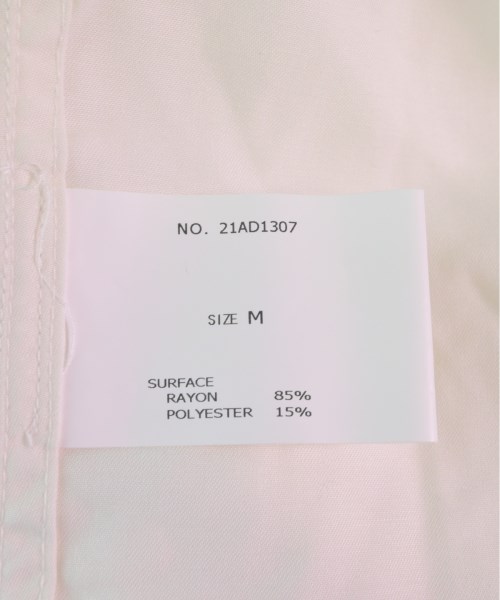 NO. 21AD1307
SIZE M
SURFACE
RAYON 85%
POLYESTER 15%